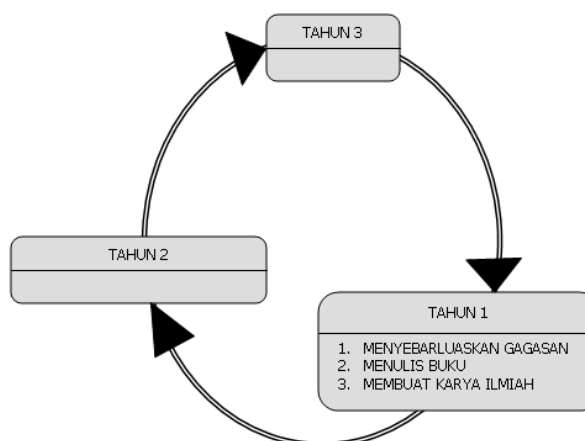 TAHUN 3
TAHUN 2
TAHUN 1
1. MENYEBARLUASKAN GAGASAN
2. MENULIS BUKU
3. MEMBUAT KARYA ILMIAH